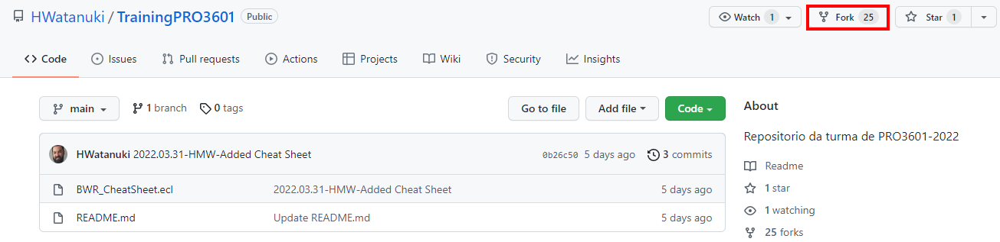 HWatanuki / TrainingPRO3601 Public Watch 1 Fork 25 Star 1
Code Issues Pull requests Actions Projects Wiki Security Insights
main 1 branch 0 tags Go to file Add file Code
HWatanuki 2022.03.31-HMW-Added Cheat Sheet 0b26c50 5 days ago 3 commits
BWR_CheatSheet.ecl 2022.03.31-HMW-Added Cheat Sheet 5 days ago
README.md Update README.md 5 days ago
About
Repositorio da turma de PRO3601-2022
Readme
1 star
1 watching
25 forks